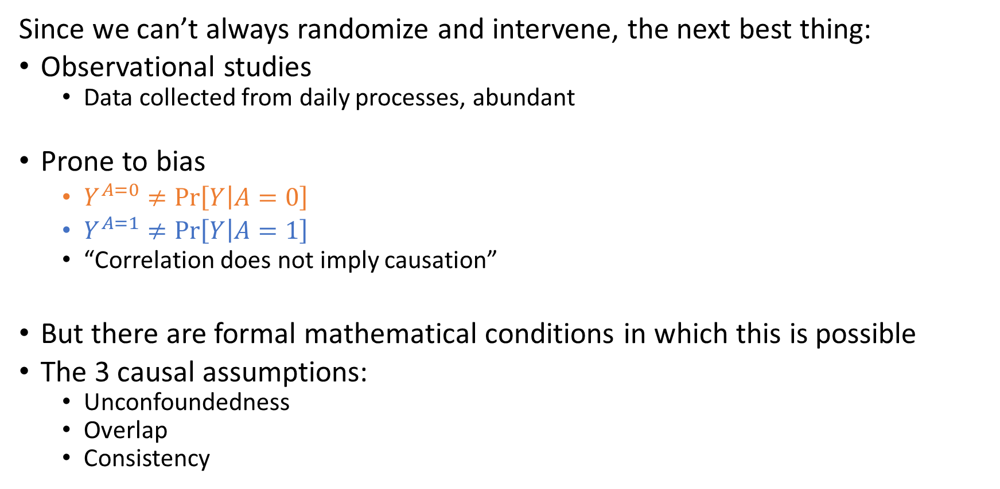 Since we can’t always randomize and intervene, the next best thing:
• Observational studies
• Data collected from daily processes, abundant
• Prone to bias
• Y^{A=0} ≠ Pr[Y|A = 0]
• Y^{A=1} ≠ Pr[Y|A = 1]
• “Correlation does not imply causation”
• But there are formal mathematical conditions in which this is possible
• The 3 causal assumptions:
• Unconfoundedness
• Overlap
• Consistency